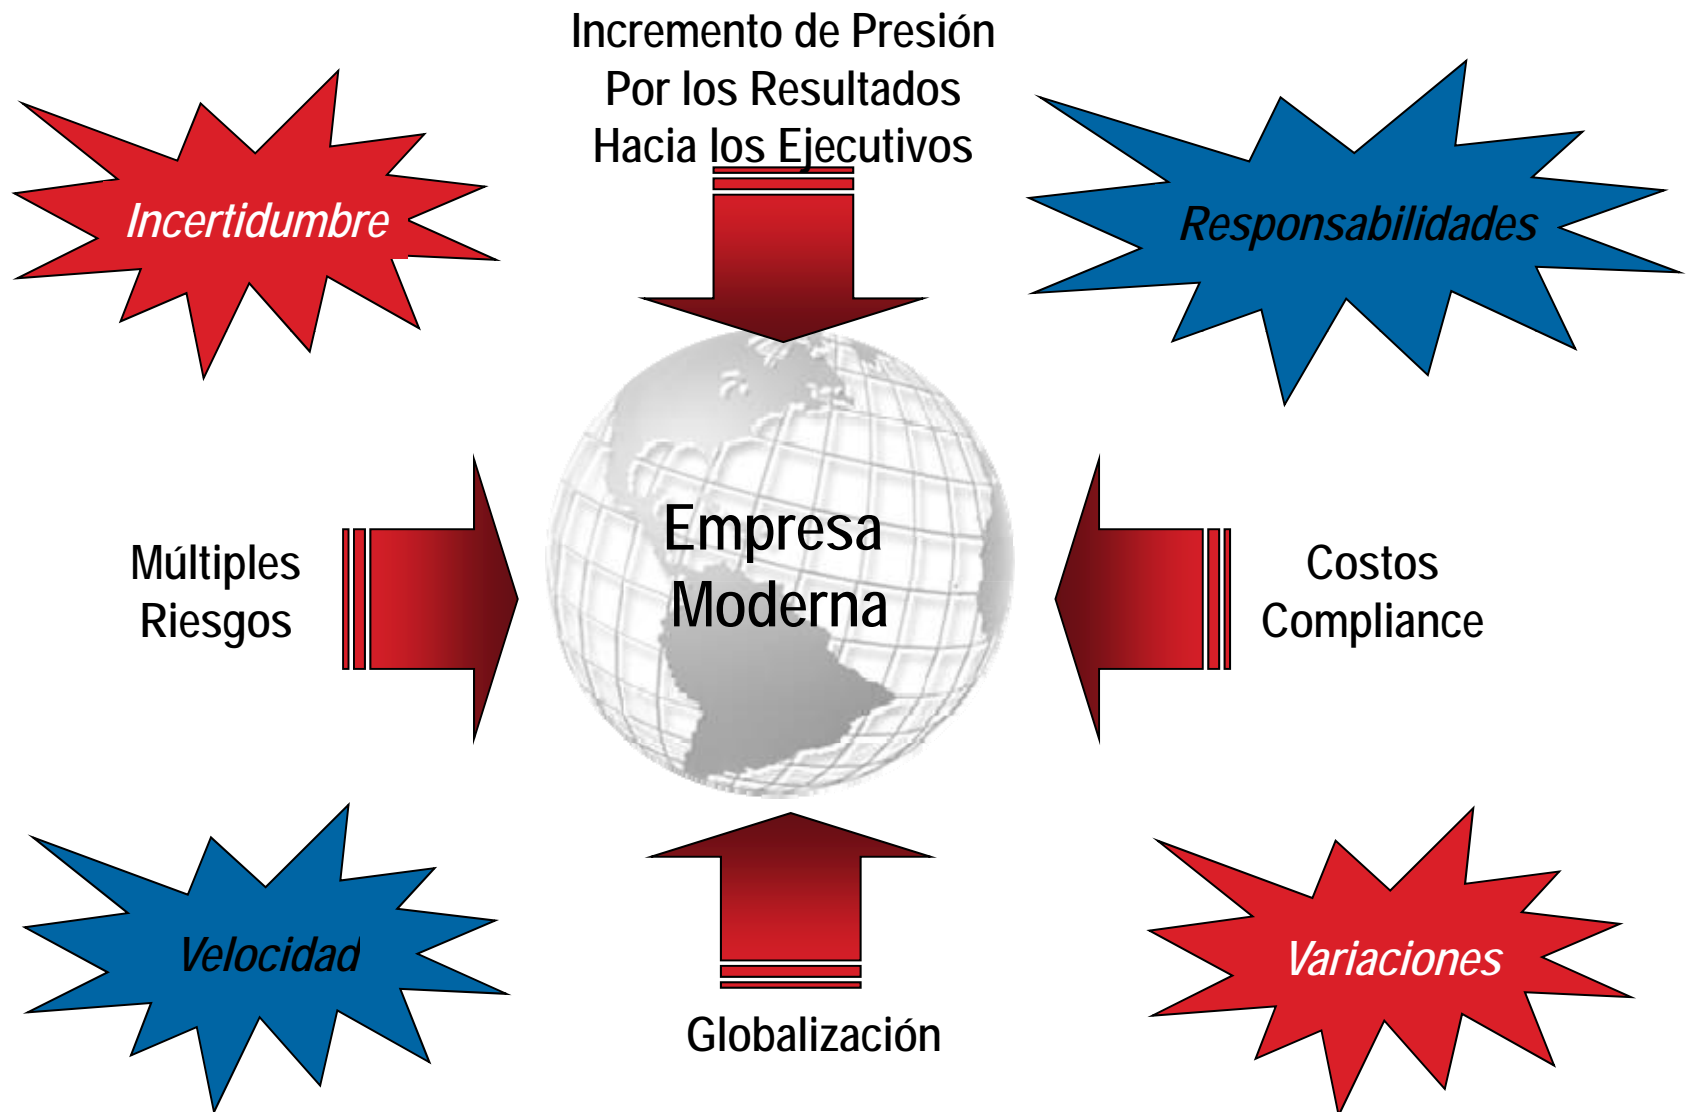 Incremento de Presión
Por los Resultados
Hacia los Ejecutivos
Incertidumbre
Responsabilidades
Empresa
Moderna
Múltiples
Riesgos
Costos
Compliance
Velocidad
Variaciones
Globalización